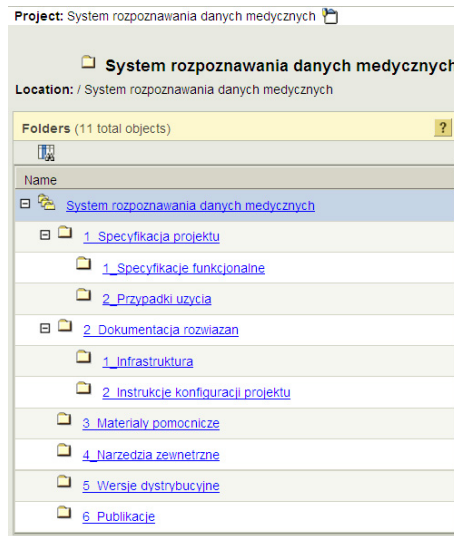 Project: System rozpoznawania danych medycznych
System rozpoznawania danych medycznych
Location: / System rozpoznawania danych medycznych
Folders (11 total objects)
?
Name
System rozpoznawania danych medycznych
1_Specyfikacja projektu
1_Specyfikacje funkcjonalne
2_Przypadki uzycia
2_Dokumentacja rozwiazan
1_Infrastruktura
2_Instrukcje konfiguracji projektu
3_Materialy pomocnicze
4_Narzedzia zewnetrzne
5_Wersje dystrybucyjne
6_Publikacje